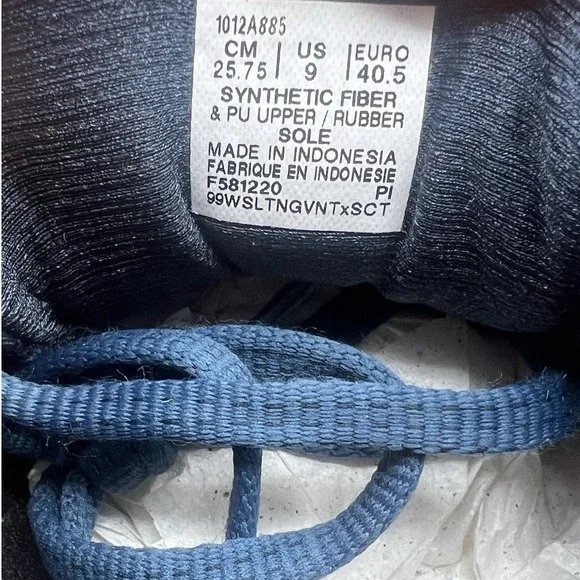 1012A885
CM | US | EURO
25.75 | 9 | 40.5
SYNTHETIC FIBER
& PU UPPER / RUBBER
SOLE
MADE IN INDONESIA
FABRIQUE EN INDONESIE
F581220 PI
99WSLTNGVNTxSCT